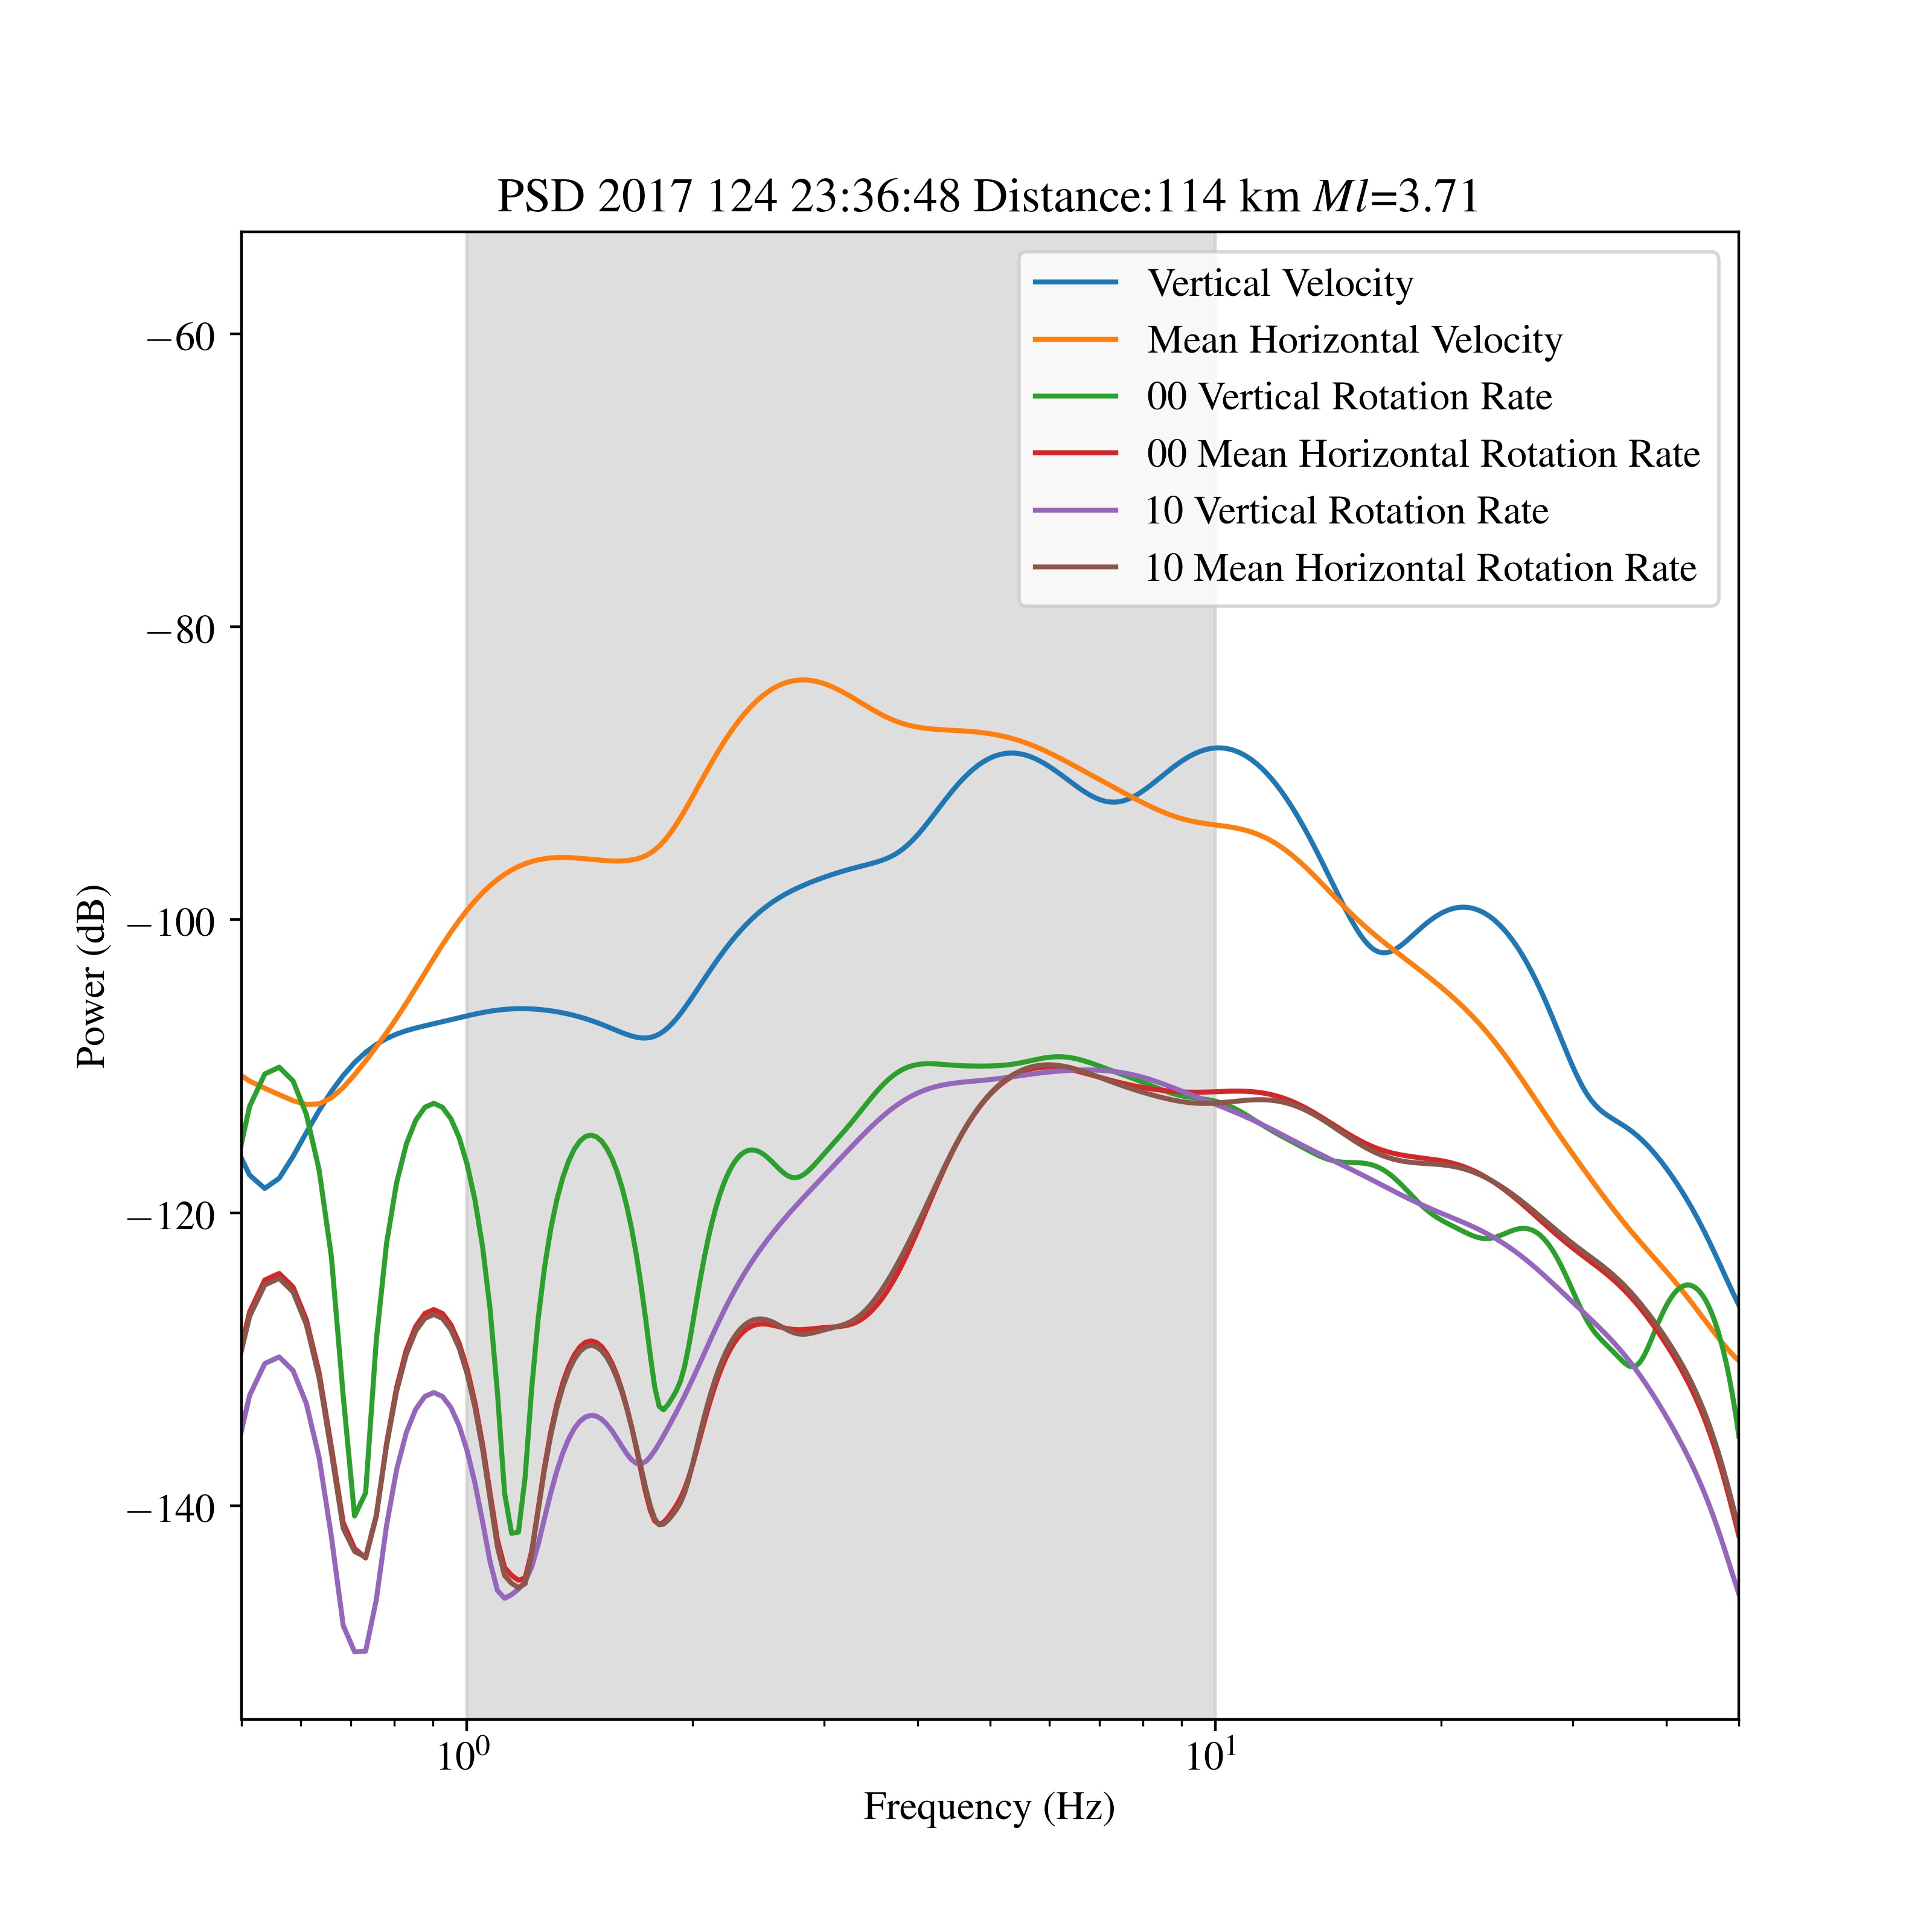 PSD 2017 124 23:36:48 Distance:114 km Ml=3.71
Vertical Velocity
Mean Horizontal Velocity
00 Vertical Rotation Rate
00 Mean Horizontal Rotation Rate
10 Vertical Rotation Rate
10 Mean Horizontal Rotation Rate
−60
−80
−100
−120
−140
Power (dB)
10⁰ 10¹
Frequency (Hz)